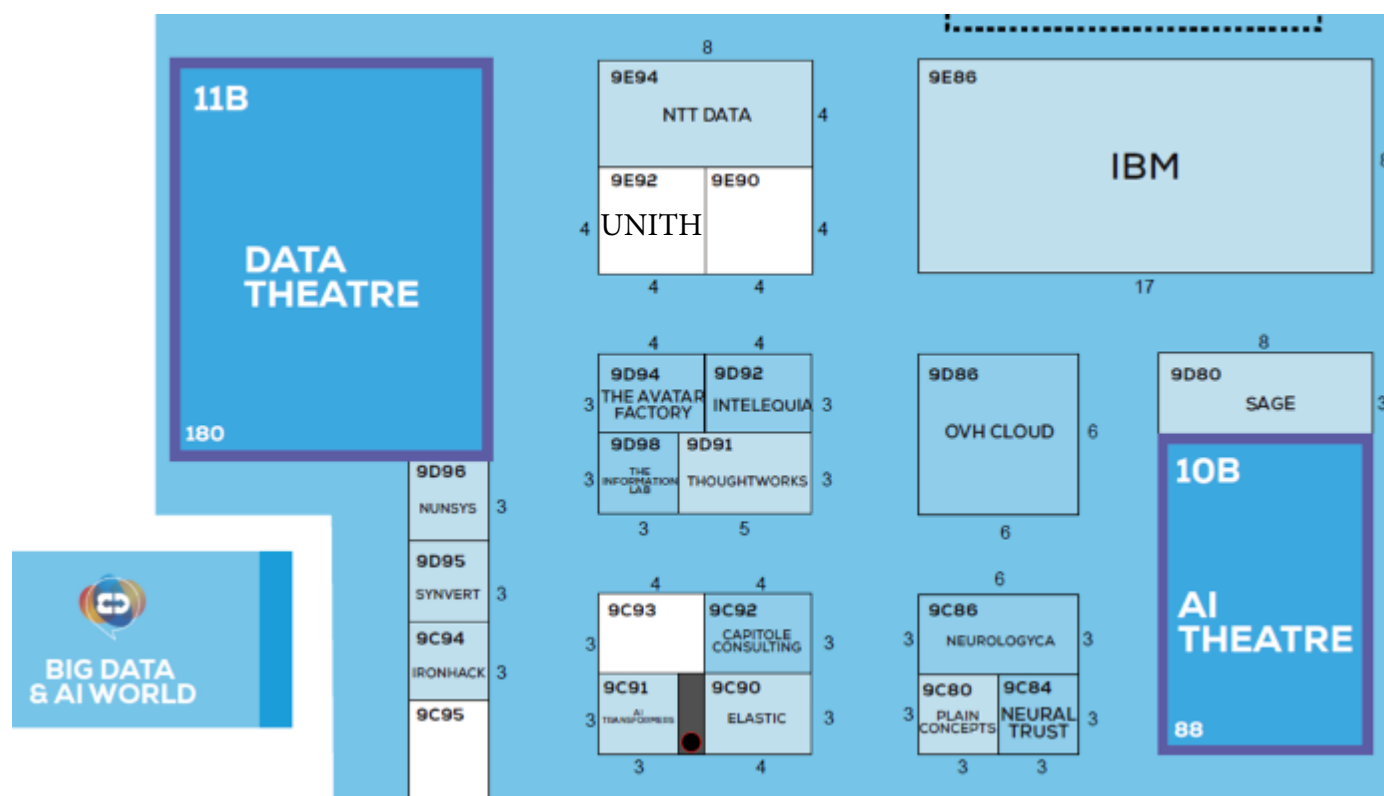 11B
DATA
THEATRE
180
8
9E94
NTT DATA
4
9E92
UNITH
4
4
9E90
4
4
9E86
IBM
17
4
4
9D94
THE AVATAR
FACTORY
3
9D92
INTELEQUIA
3
9D98
THE
INFORMATION
LAB
3
3
9D91
THOUGHTWORKS
3
5
9D86
OVH CLOUD
6
6
8
9D80
SAGE
10B
AI
THEATRE
88
9D96
NUNSYS
3
9D95
SYNVERT
3
9C94
IRONHACK
3
9C95
BIG DATA
& AI WORLD
4
4
9C93
3
9C92
CAPITOLE
CONSULTING
3
9C91
AI
3
3
9C90
ELASTIC
3
4
6
9C86
NEUROLOGYCA
3
3
9C80
PLAIN
CONCEPTS
3
3
9C84
NEURAL
TRUST
3
3